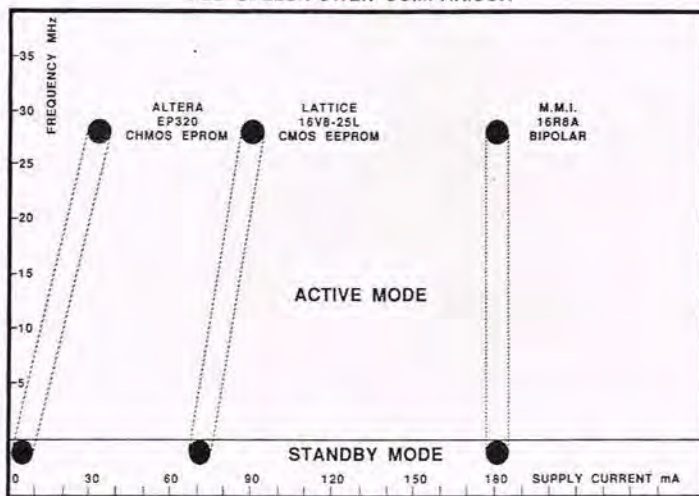 FREQUENCY MHz
35
30
25
20
15
10
5
ALTERA
EP320
CHMOS EPROM
LATTICE
16V8-25L
CMOS EEPROM
M.M.I.
16R8A
BIPOLAR
ACTIVE MODE
STANDBY MODE
0 30 60 90 120 150 180 SUPPLY CURRENT mA